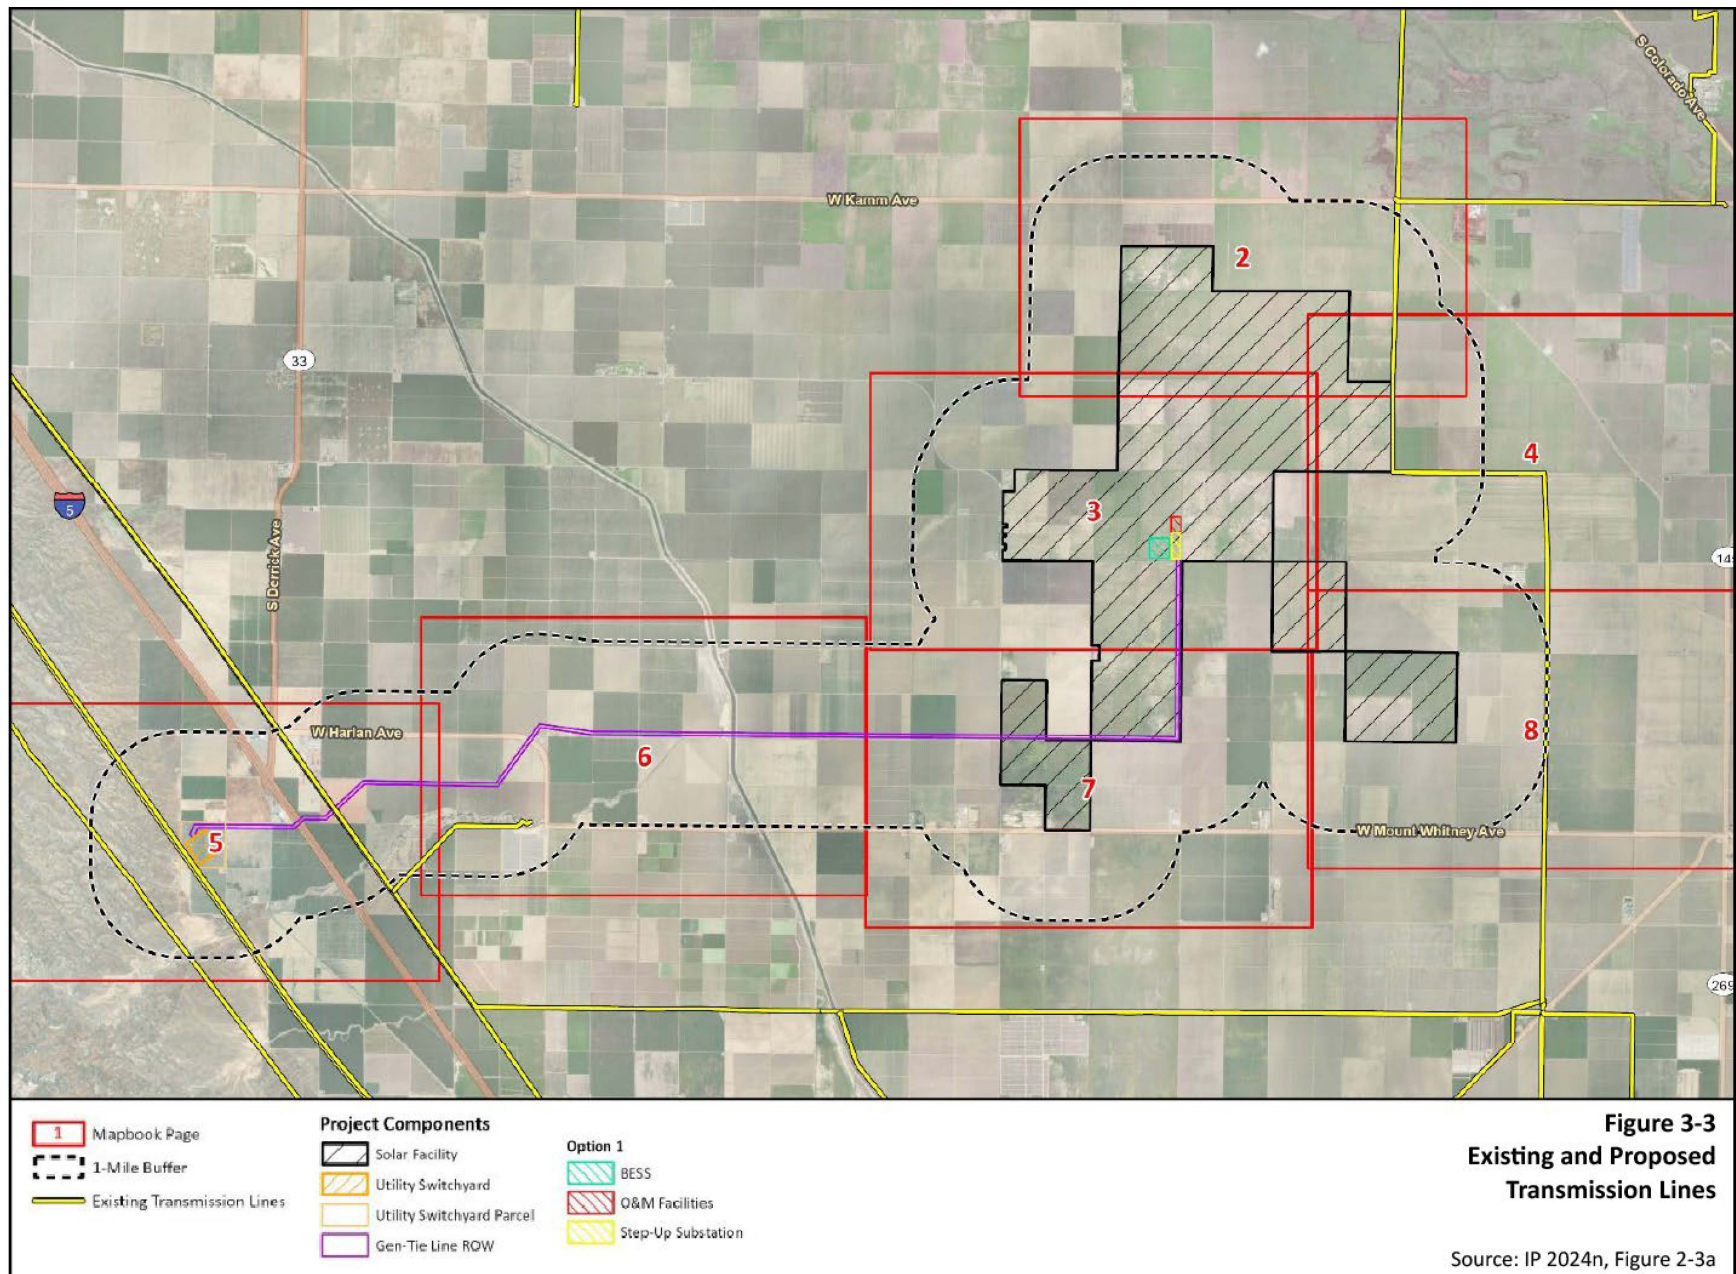 S Colorado Ave
W Kamm Ave
2
33
4
5
3
14
S Derrick Ave
W Harlan Ave
6
8
7
W Mount Whitney Ave
5
269
1 Mapbook Page
1-Mile Buffer
Existing Transmission Lines
Project Components
Solar Facility
Utility Switchyard
Utility Switchyard Parcel
Gen-Tie Line ROW
Option 1
BESS
O&M Facilities
Step-Up Substation
Figure 3-3
Existing and Proposed
Transmission Lines
Source: IP 2024n, Figure 2-3a